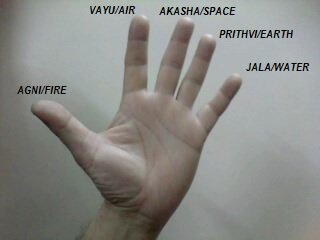 VAYU/AIR
AKASHA/SPACE
PRITHVI/EARTH
JALA/WATER
AGNI/FIRE